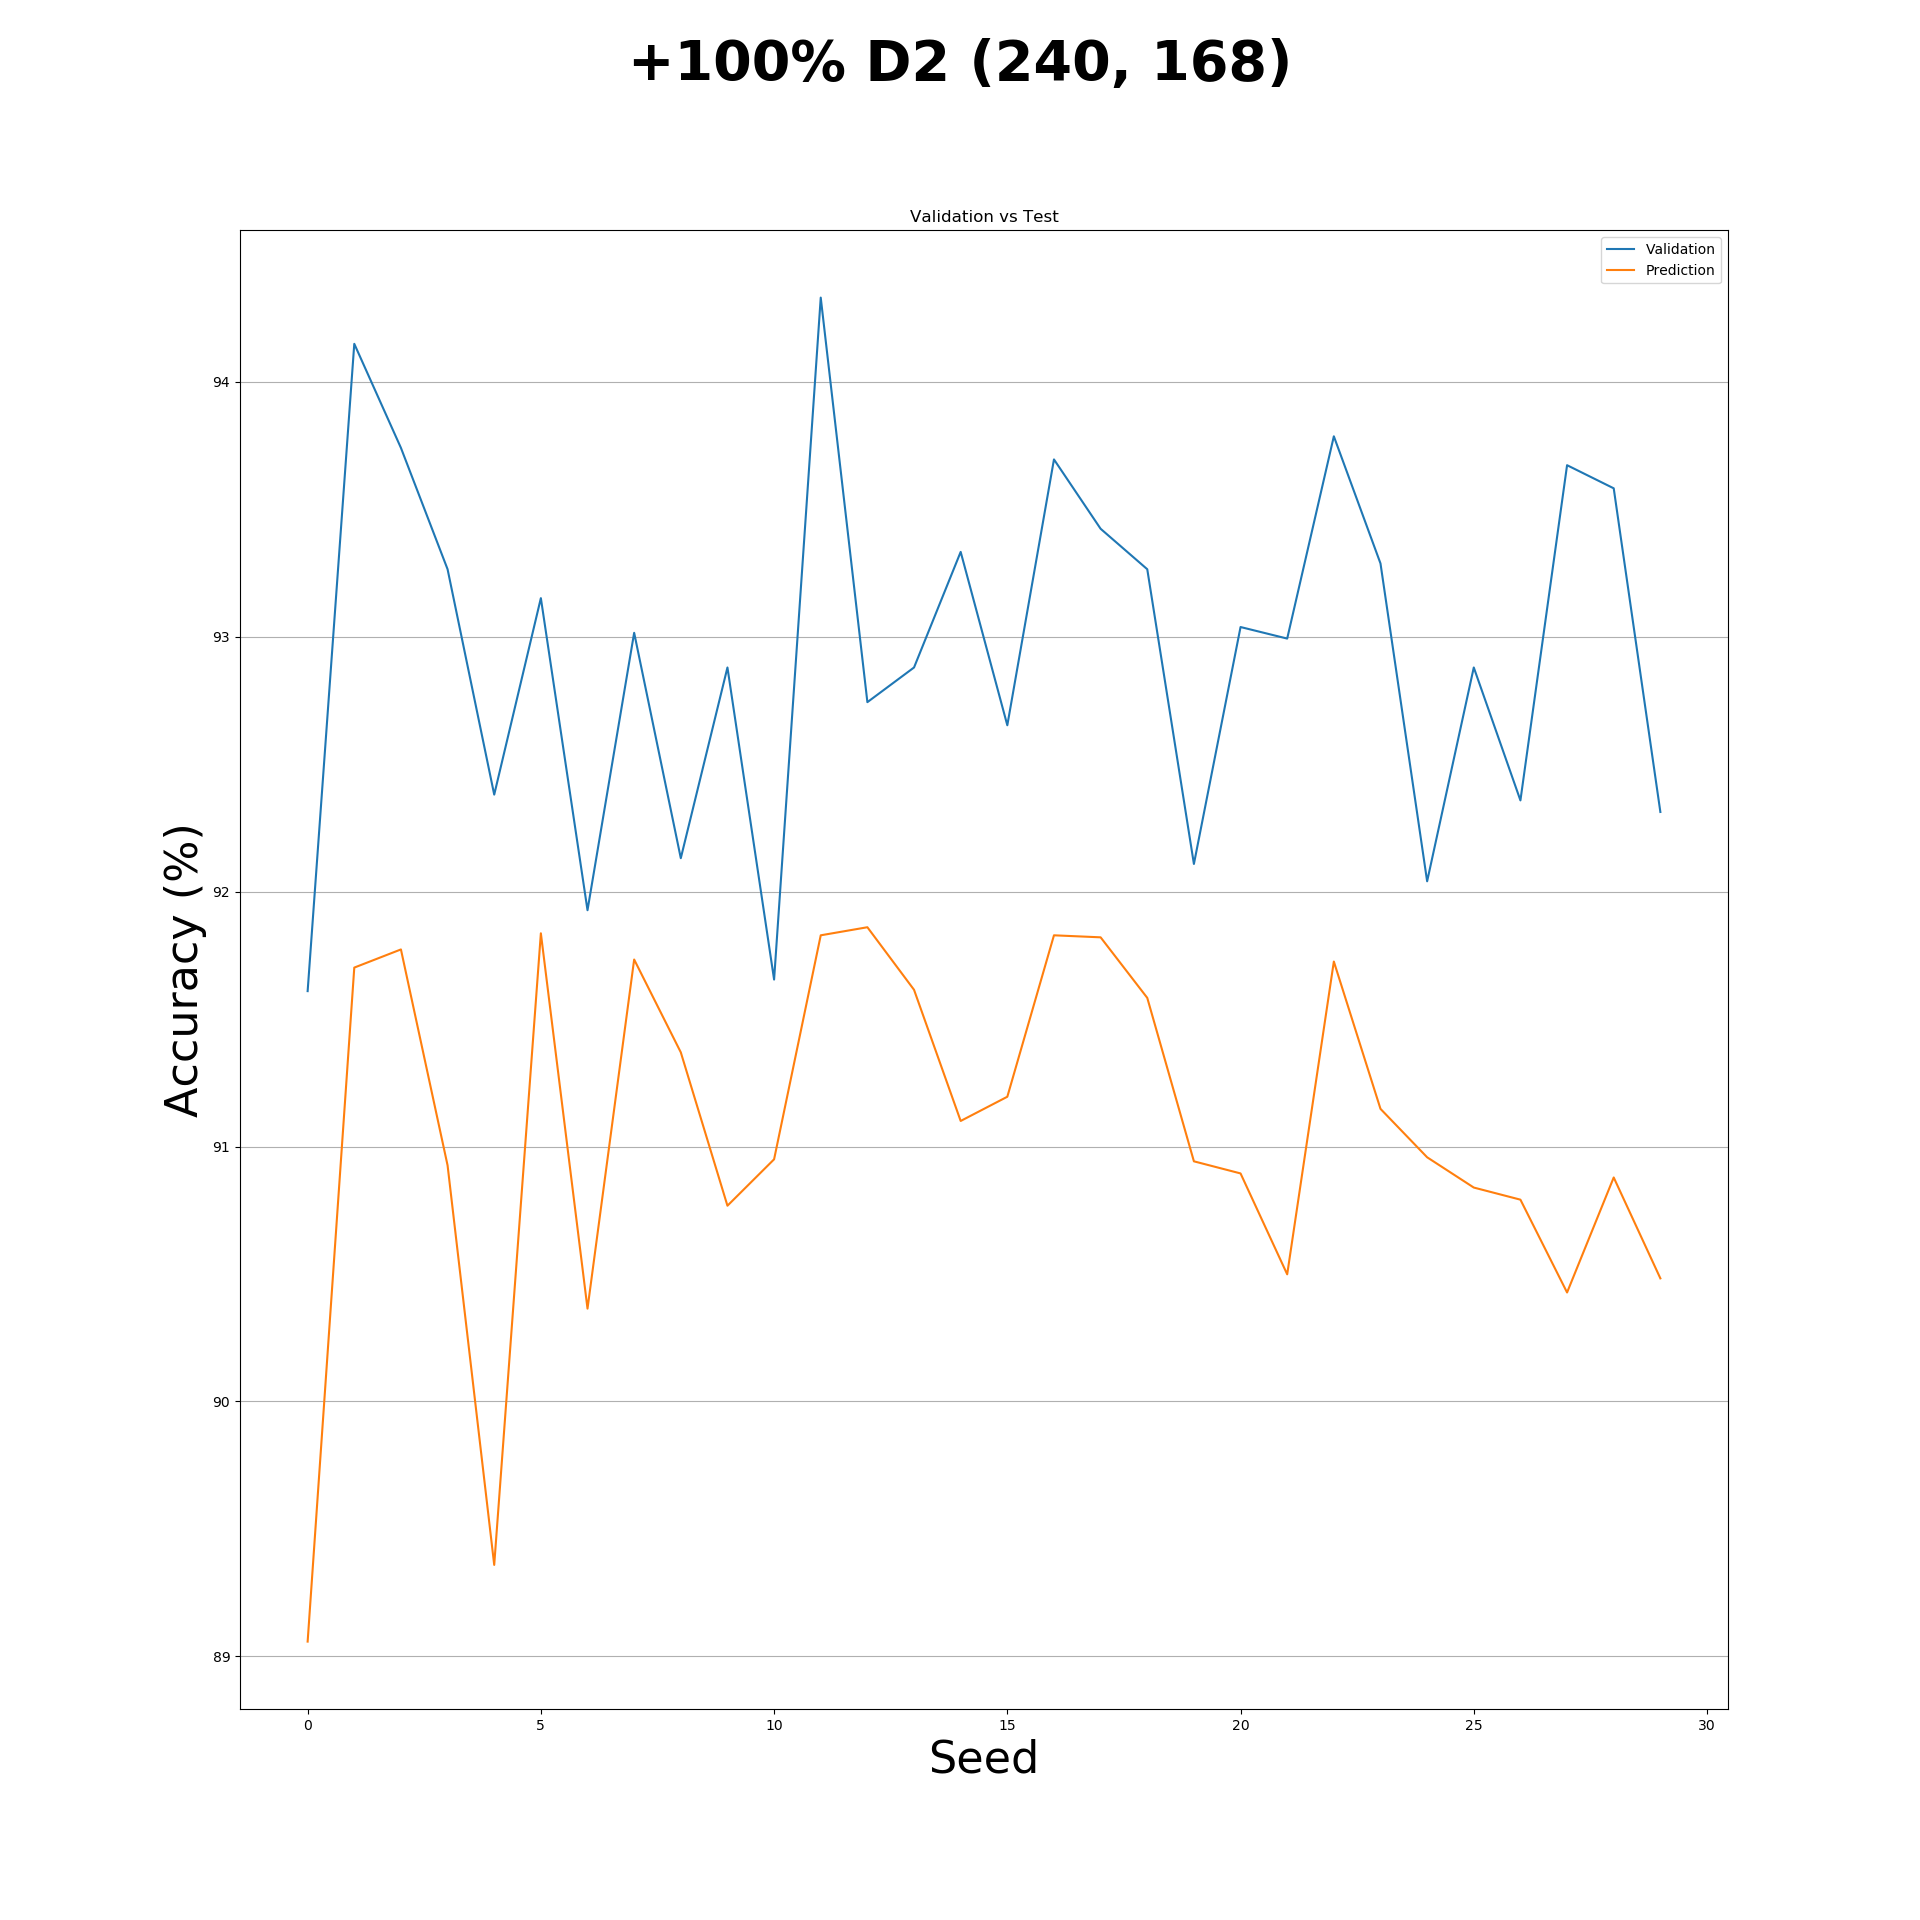 +100% D2 (240, 168)
Validation vs Test
Validation
Prediction
94
93
92
91
90
89
Accuracy (%)
0 5 10 15 20 25 30
Seed